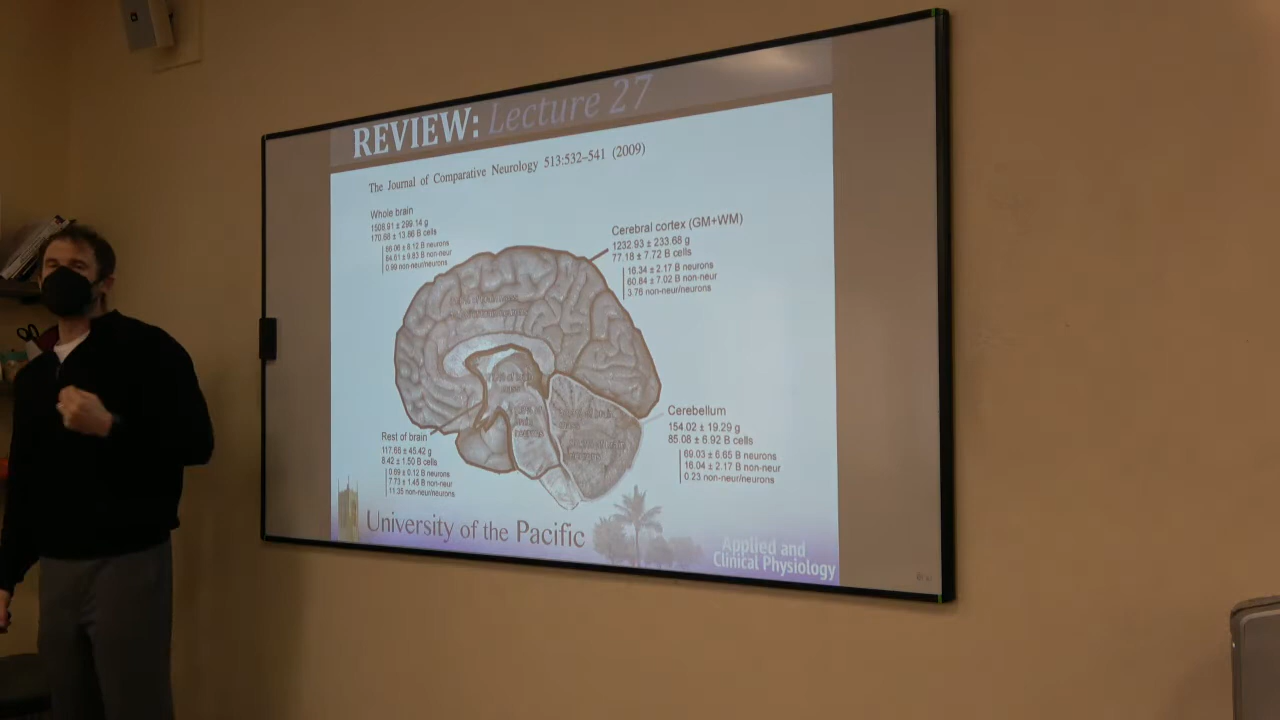 REVIEW: Lecture 27
The Journal of Comparative Neurology 513:532–541 (2009)
Whole brain
1508.91 ± 299.14 g
170.68 ± 13.86 B cells
86.06 ± 8.12 B neurons
84.61 ± 9.83 B non-neur
0.99 non-neur/neurons
Cerebral cortex (GM+WM)
1232.93 ± 233.68 g
77.18 ± 7.72 B cells
16.34 ± 2.17 B neurons
60.84 ± 7.02 B non-neur
3.76 non-neur/neurons
Rest of brain
117.66 ± 45.42 g
8.42 ± 1.50 B cells
0.69 ± 0.12 B neurons
7.73 ± 1.45 B non-neur
11.35 non-neur/neurons
Cerebellum
154.02 ± 19.29 g
85.08 ± 6.92 B cells
69.03 ± 6.65 B neurons
16.04 ± 2.17 B non-neur
0.23 non-neur/neurons
University of the Pacific
Applied and
Clinical Physiology